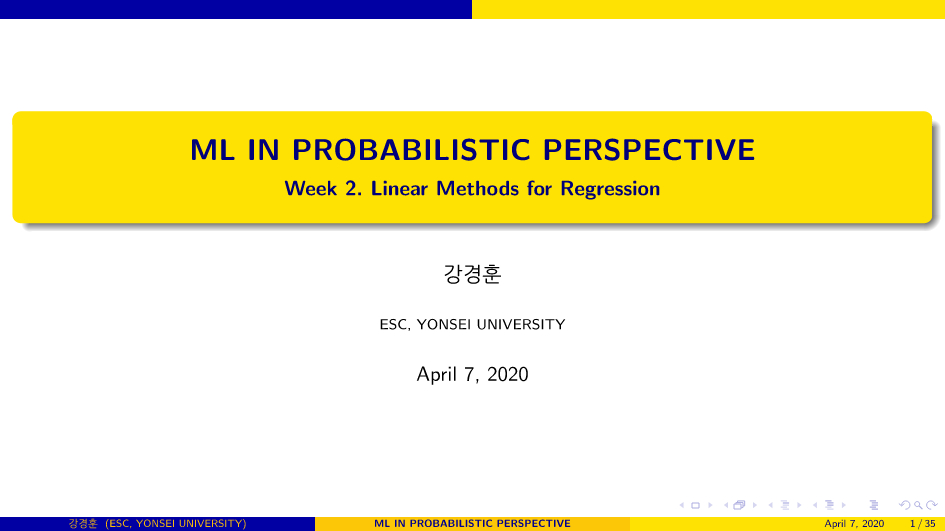 ML IN PROBABILISTIC PERSPECTIVE
Week 2. Linear Methods for Regression
강경훈
ESC, YONSEI UNIVERSITY
April 7, 2020
강경훈 (ESC, YONSEI UNIVERSITY) ML IN PROBABILISTIC PERSPECTIVE April 7, 2020 1 / 35